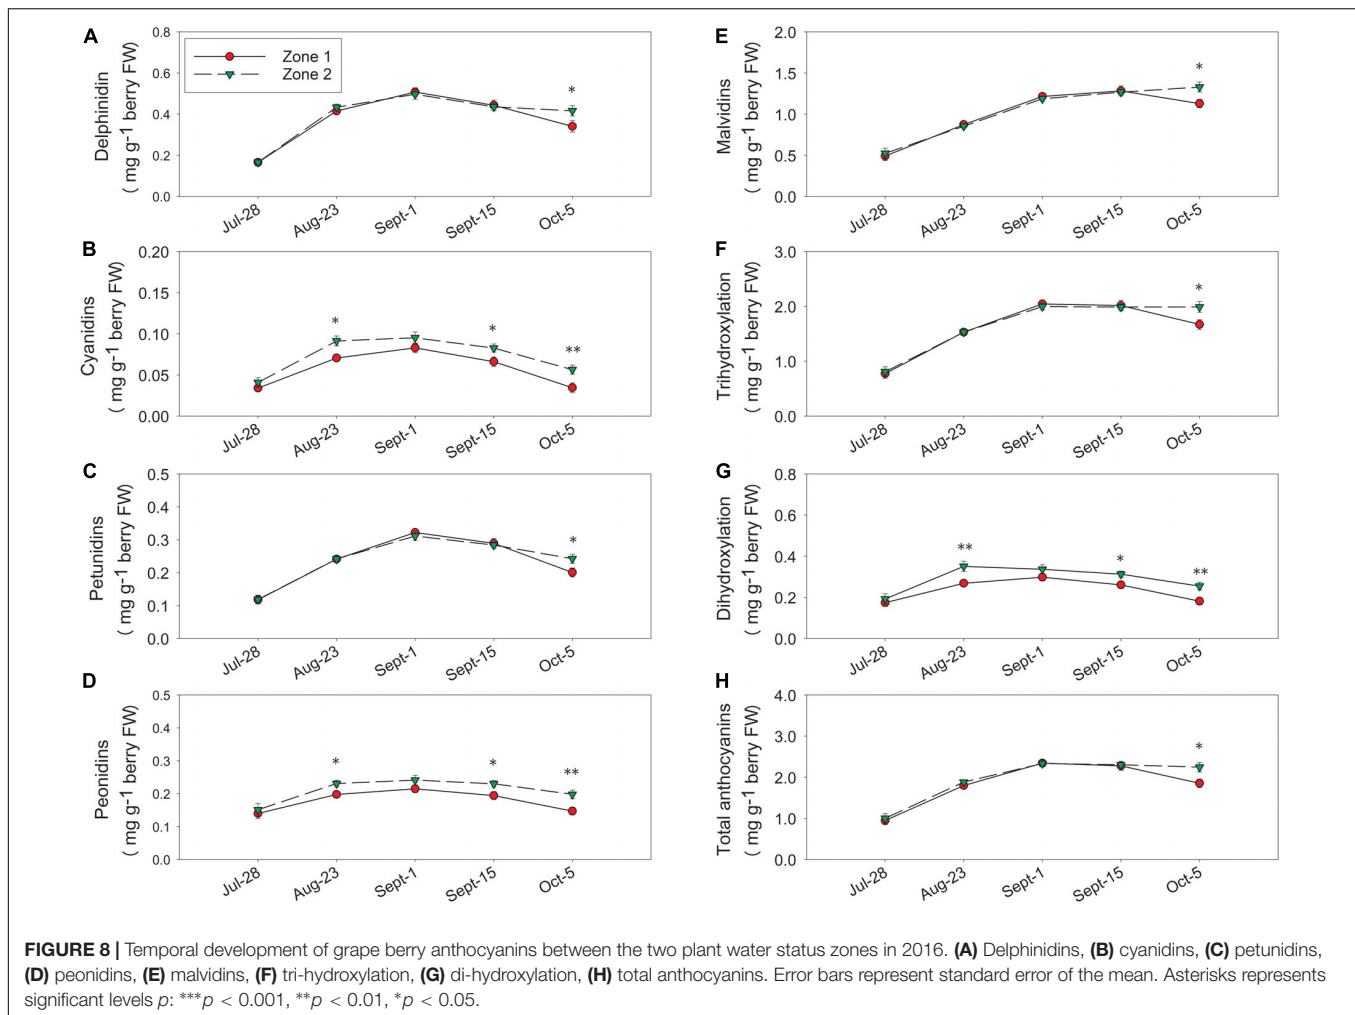 A
Delphinidin
( mg g-1 berry FW)
0.8
0.6
0.4
0.2
0.0
Zone 1
Zone 2
*
Jul-28
Aug-23
Sept-1
Sept-15
Oct-5
B
Cyanidins
( mg g-1 berry FW)
0.20
0.15
0.10
0.05
0.00
*
*
**
Jul-28
Aug-23
Sept-1
Sept-15
Oct-5
C
Petunidins
( mg g-1 berry FW)
0.5
0.4
0.3
0.2
0.1
0.0
*
Jul-28
Aug-23
Sept-1
Sept-15
Oct-5
D
Peonidins
( mg g-1 berry FW)
0.5
0.4
0.3
0.2
0.1
0.0
*
*
**
Jul-28
Aug-23
Sept-1
Sept-15
Oct-5
E
Malvidins
( mg g-1 berry FW)
2.0
1.5
1.0
0.5
0.0
*
Jul-28
Aug-23
Sept-1
Sept-15
Oct-5
F
Trihydroxylation
( mg g-1 berry FW)
3.0
2.0
1.0
0.0
*
Jul-28
Aug-23
Sept-1
Sept-15
Oct-5
G
Dihydroxylation
( mg g-1 berry FW)
0.8
0.6
0.4
0.2
0.0
**
*
**
Jul-28
Aug-23
Sept-1
Sept-15
Oct-5
H
Total anthocyanins
( mg g-1 berry FW)
4.0
3.0
2.0
1.0
0.0
*
Jul-28
Aug-23
Sept-1
Sept-15
Oct-5
FIGURE 8 | Temporal development of grape berry anthocyanins between the two plant water status zones in 2016. (A) Delphinidins, (B) cyanidins, (C) petunidins,
(D) peonidins, (E) malvidins, (F) tri-hydroxylation, (G) di-hydroxylation, (H) total anthocyanins. Error bars represent standard error of the mean. Asterisks represents
significant levels p: ***p < 0.001, **p < 0.01, *p < 0.05.